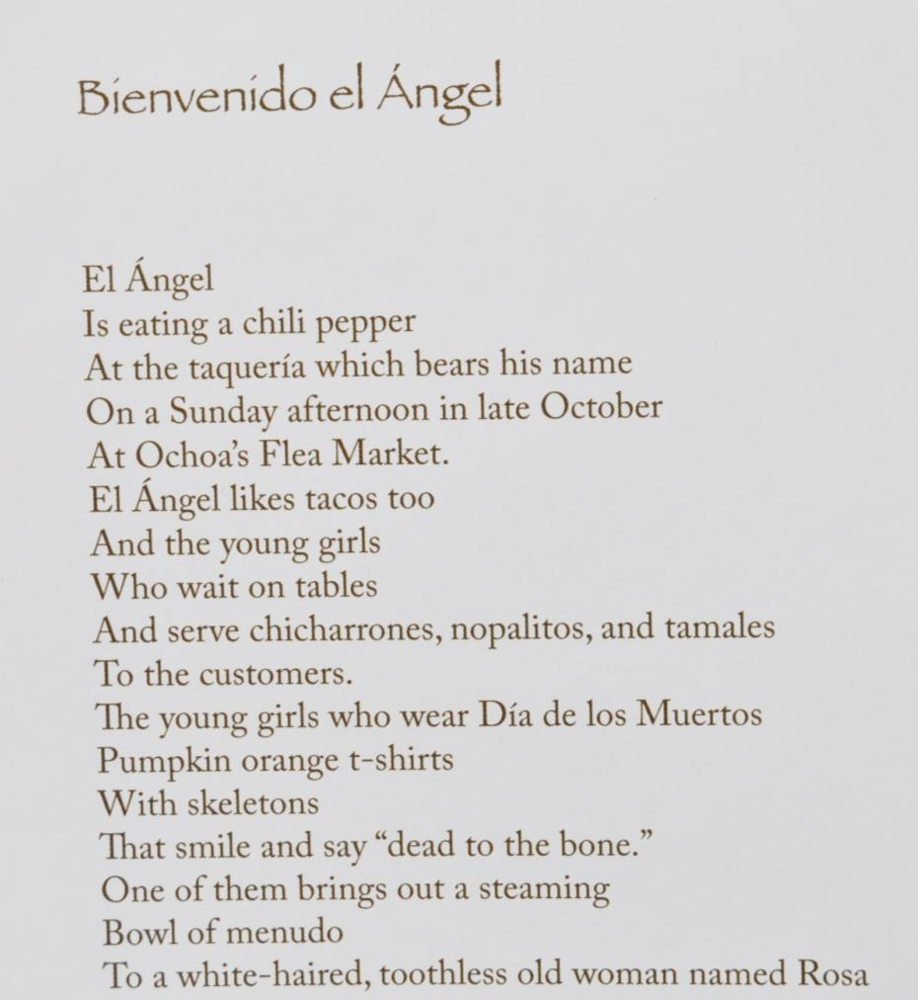 Bienvenido el Ángel
El Ángel
Is eating a chili pepper
At the taquería which bears his name
On a Sunday afternoon in late October
At Ochoa’s Flea Market.
El Ángel likes tacos too
And the young girls
Who wait on tables
And serve chicharrones, nopalitos, and tamales
To the customers.
The young girls who wear Día de los Muertos
Pumpkin orange t-shirts
With skeletons
That smile and say “dead to the bone.”
One of them brings out a steaming
Bowl of menudo
To a white-haired, toothless old woman named Rosa